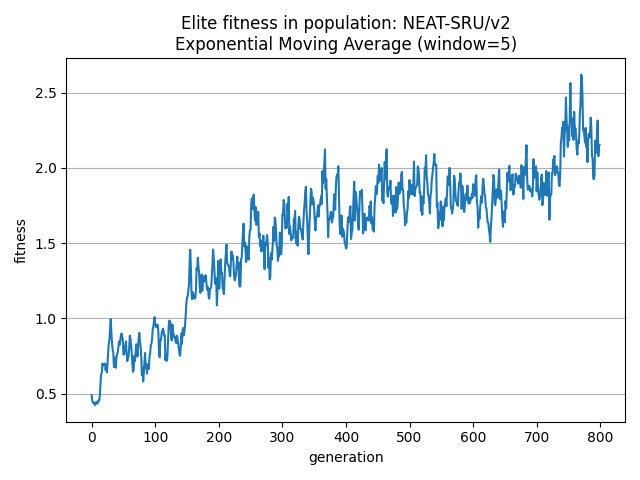 Elite fitness in population: NEAT-SRU/v2
Exponential Moving Average (window=5)
fitness
2.5
2.0
1.5
1.0
0.5
0 100 200 300 400 500 600 700 800
generation